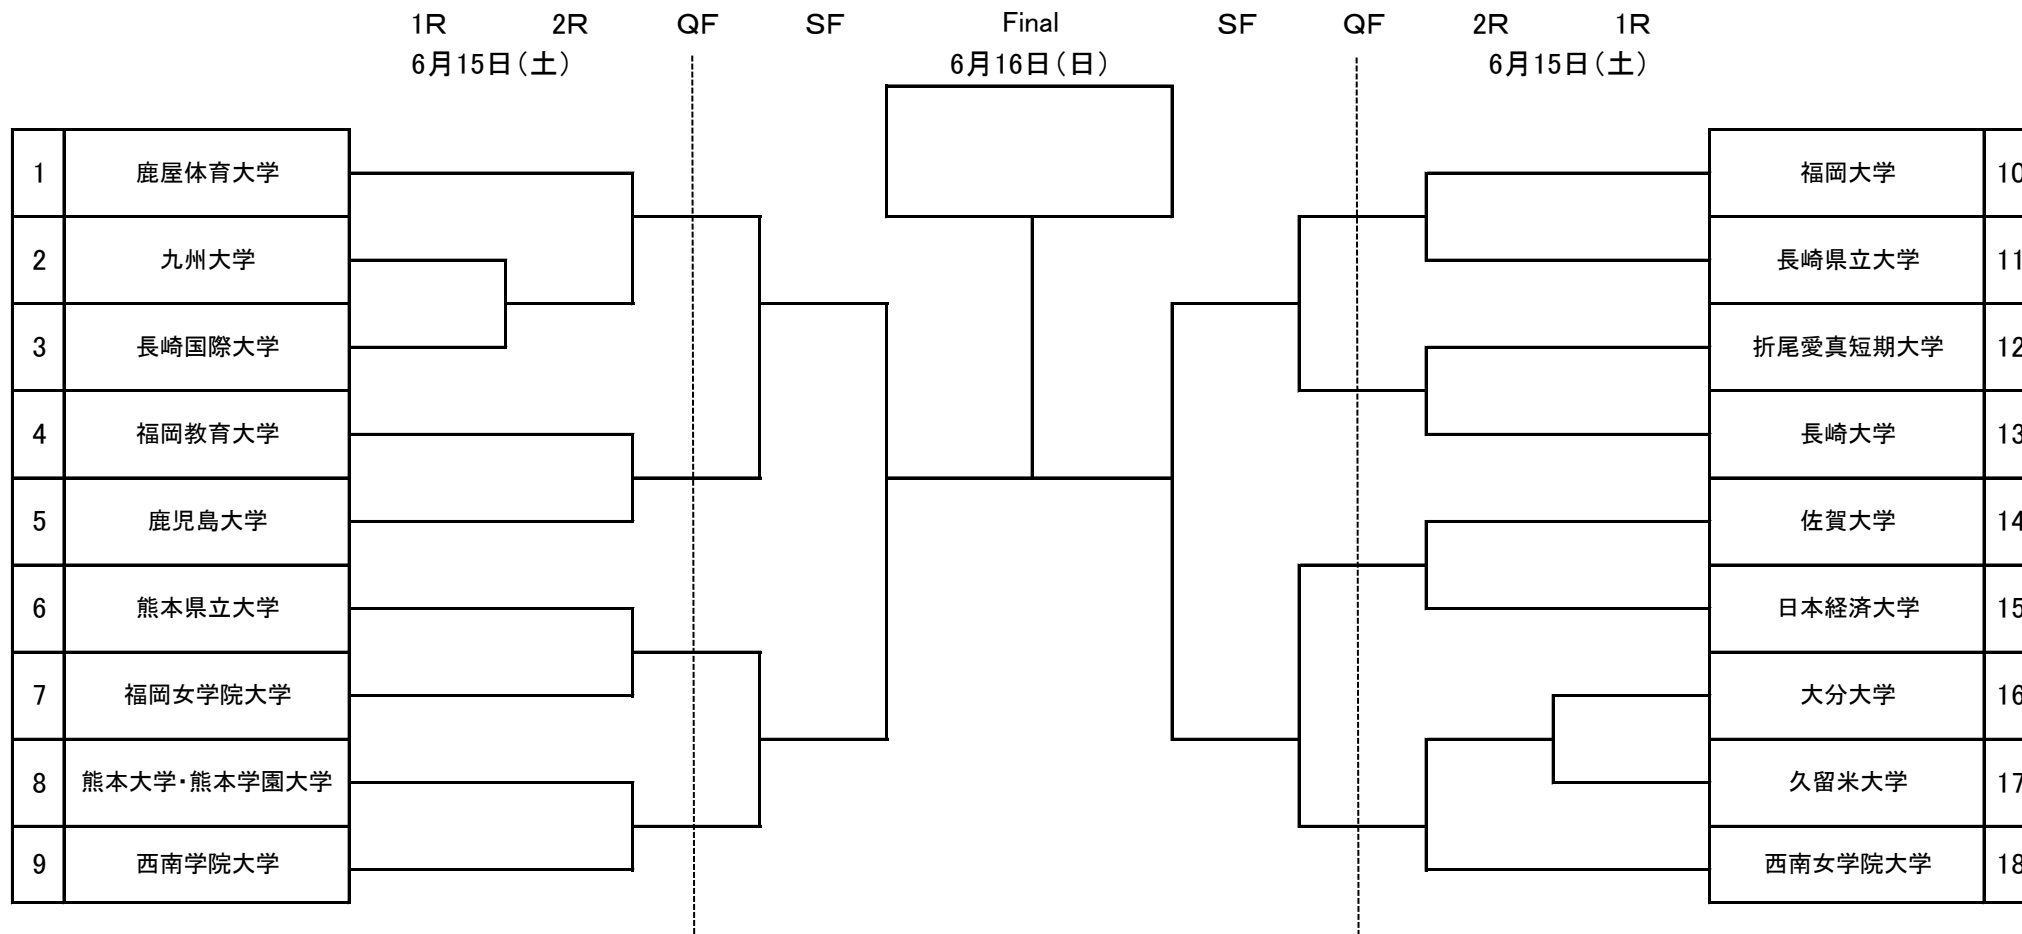 1R 2R QF SF Final SF QF 2R 1R
6月15日(土) 6月16日(日) 6月15日(土)
1 鹿屋体育大学 福岡大学 10
2 九州大学 長崎県立大学 11
3 長崎国際大学 折尾愛真短期大学 12
4 福岡教育大学 長崎大学 13
5 鹿児島大学 佐賀大学 14
6 熊本県立大学 日本経済大学 15
7 福岡女学院大学 大分大学 16
8 熊本大学・熊本学園大学 久留米大学 17
9 西南学院大学 西南女学院大学 18